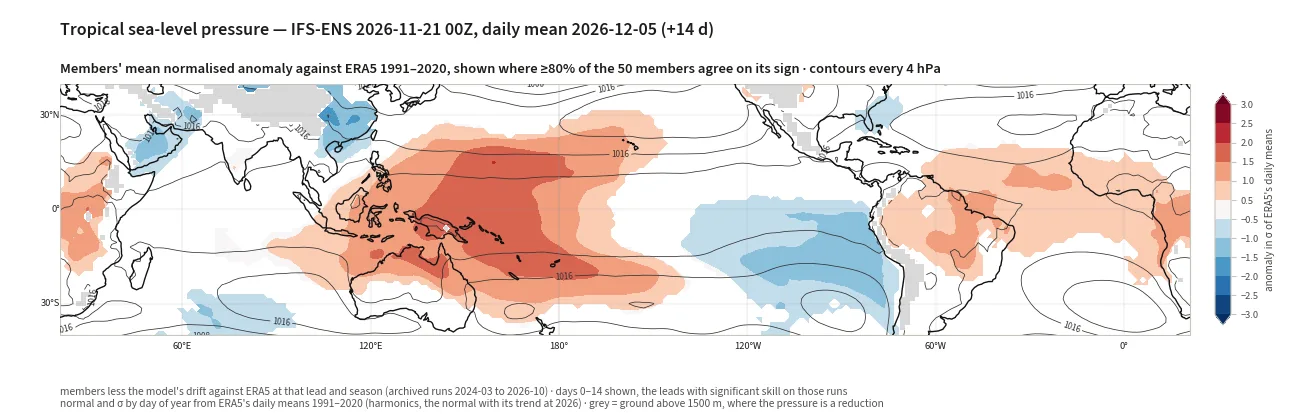 Tropical sea-level pressure — IFS-ENS 2026-11-21 00Z, daily mean 2026-12-05 (+14 d)
Members' mean normalised anomaly against ERA5 1991–2020, shown where ≥80% of the 50 members agree on its sign · contours every 4 hPa
30°N
0°
30°S
60°E
120°E
180°
120°W
60°W
0°
1016
1016
1016
1016
1016
1016
1016
1016
1016
1016
1016
3.0
2.5
2.0
1.5
1.0
0.5
−0.5
−1.0
−1.5
−2.0
−2.5
−3.0
anomaly in σ of ERA5's daily means
members less the model's drift against ERA5 at that lead and season (archived runs 2024-03 to 2026-10) · days 0–14 shown, the leads with significant skill on those runs
normal and σ by day of year from ERA5's daily means 1991–2020 (harmonics, the normal with its trend at 2026) · grey = ground above 1500 m, where the pressure is a reduction